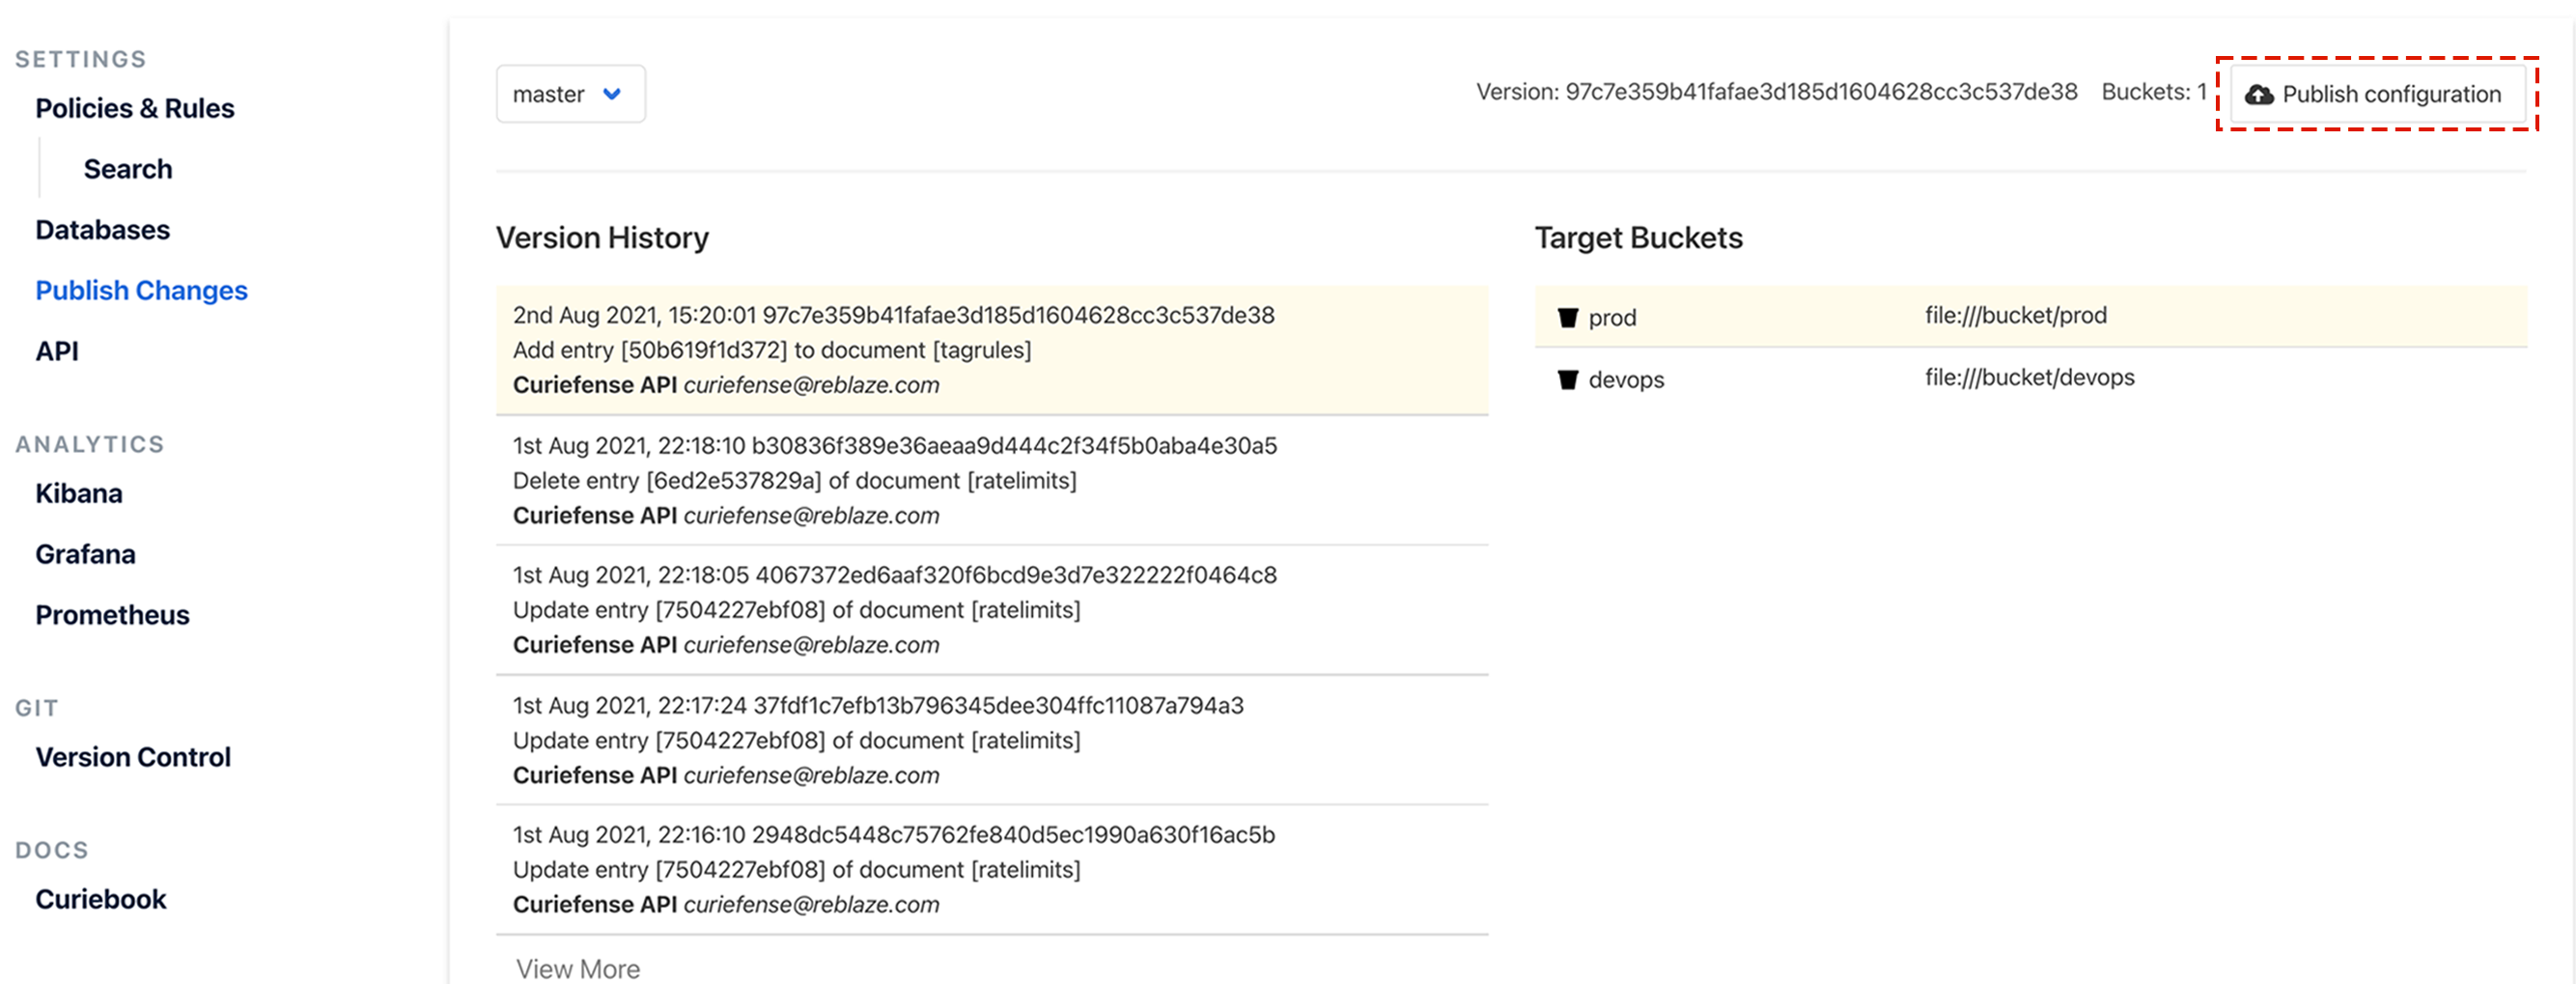 SETTINGS
Policies & Rules
Search
Databases
Publish Changes
API
ANALYTICS
Kibana
Grafana
Prometheus
GIT
Version Control
DOCS
Curiebook
master
Version: 97c7e359b41fafae3d185d1604628cc3c537de38 Buckets: 1 Publish configuration
Version History
2nd Aug 2021, 15:20:01 97c7e359b41fafae3d185d1604628cc3c537de38
Add entry [50b619f1d372] to document [tagrules]
Curiefense API curiefense@reblaze.com
1st Aug 2021, 22:18:10 b30836f389e36aeaa9d444c2f34f5b0aba4e30a5
Delete entry [6ed2e537829a] of document [ratelimits]
Curiefense API curiefense@reblaze.com
1st Aug 2021, 22:18:05 4067372ed6aaf320f6bcd9e3d7e322222f0464c8
Update entry [7504227ebf08] of document [ratelimits]
Curiefense API curiefense@reblaze.com
1st Aug 2021, 22:17:24 37fdf1c7efb13b796345dee304ffc11087a794a3
Update entry [7504227ebf08] of document [ratelimits]
Curiefense API curiefense@reblaze.com
1st Aug 2021, 22:16:10 2948dc5448c75762fe840d5ec1990a630f16ac5b
Update entry [7504227ebf08] of document [ratelimits]
Curiefense API curiefense@reblaze.com
View More
Target Buckets
prod file:///bucket/prod
devops file:///bucket/devops